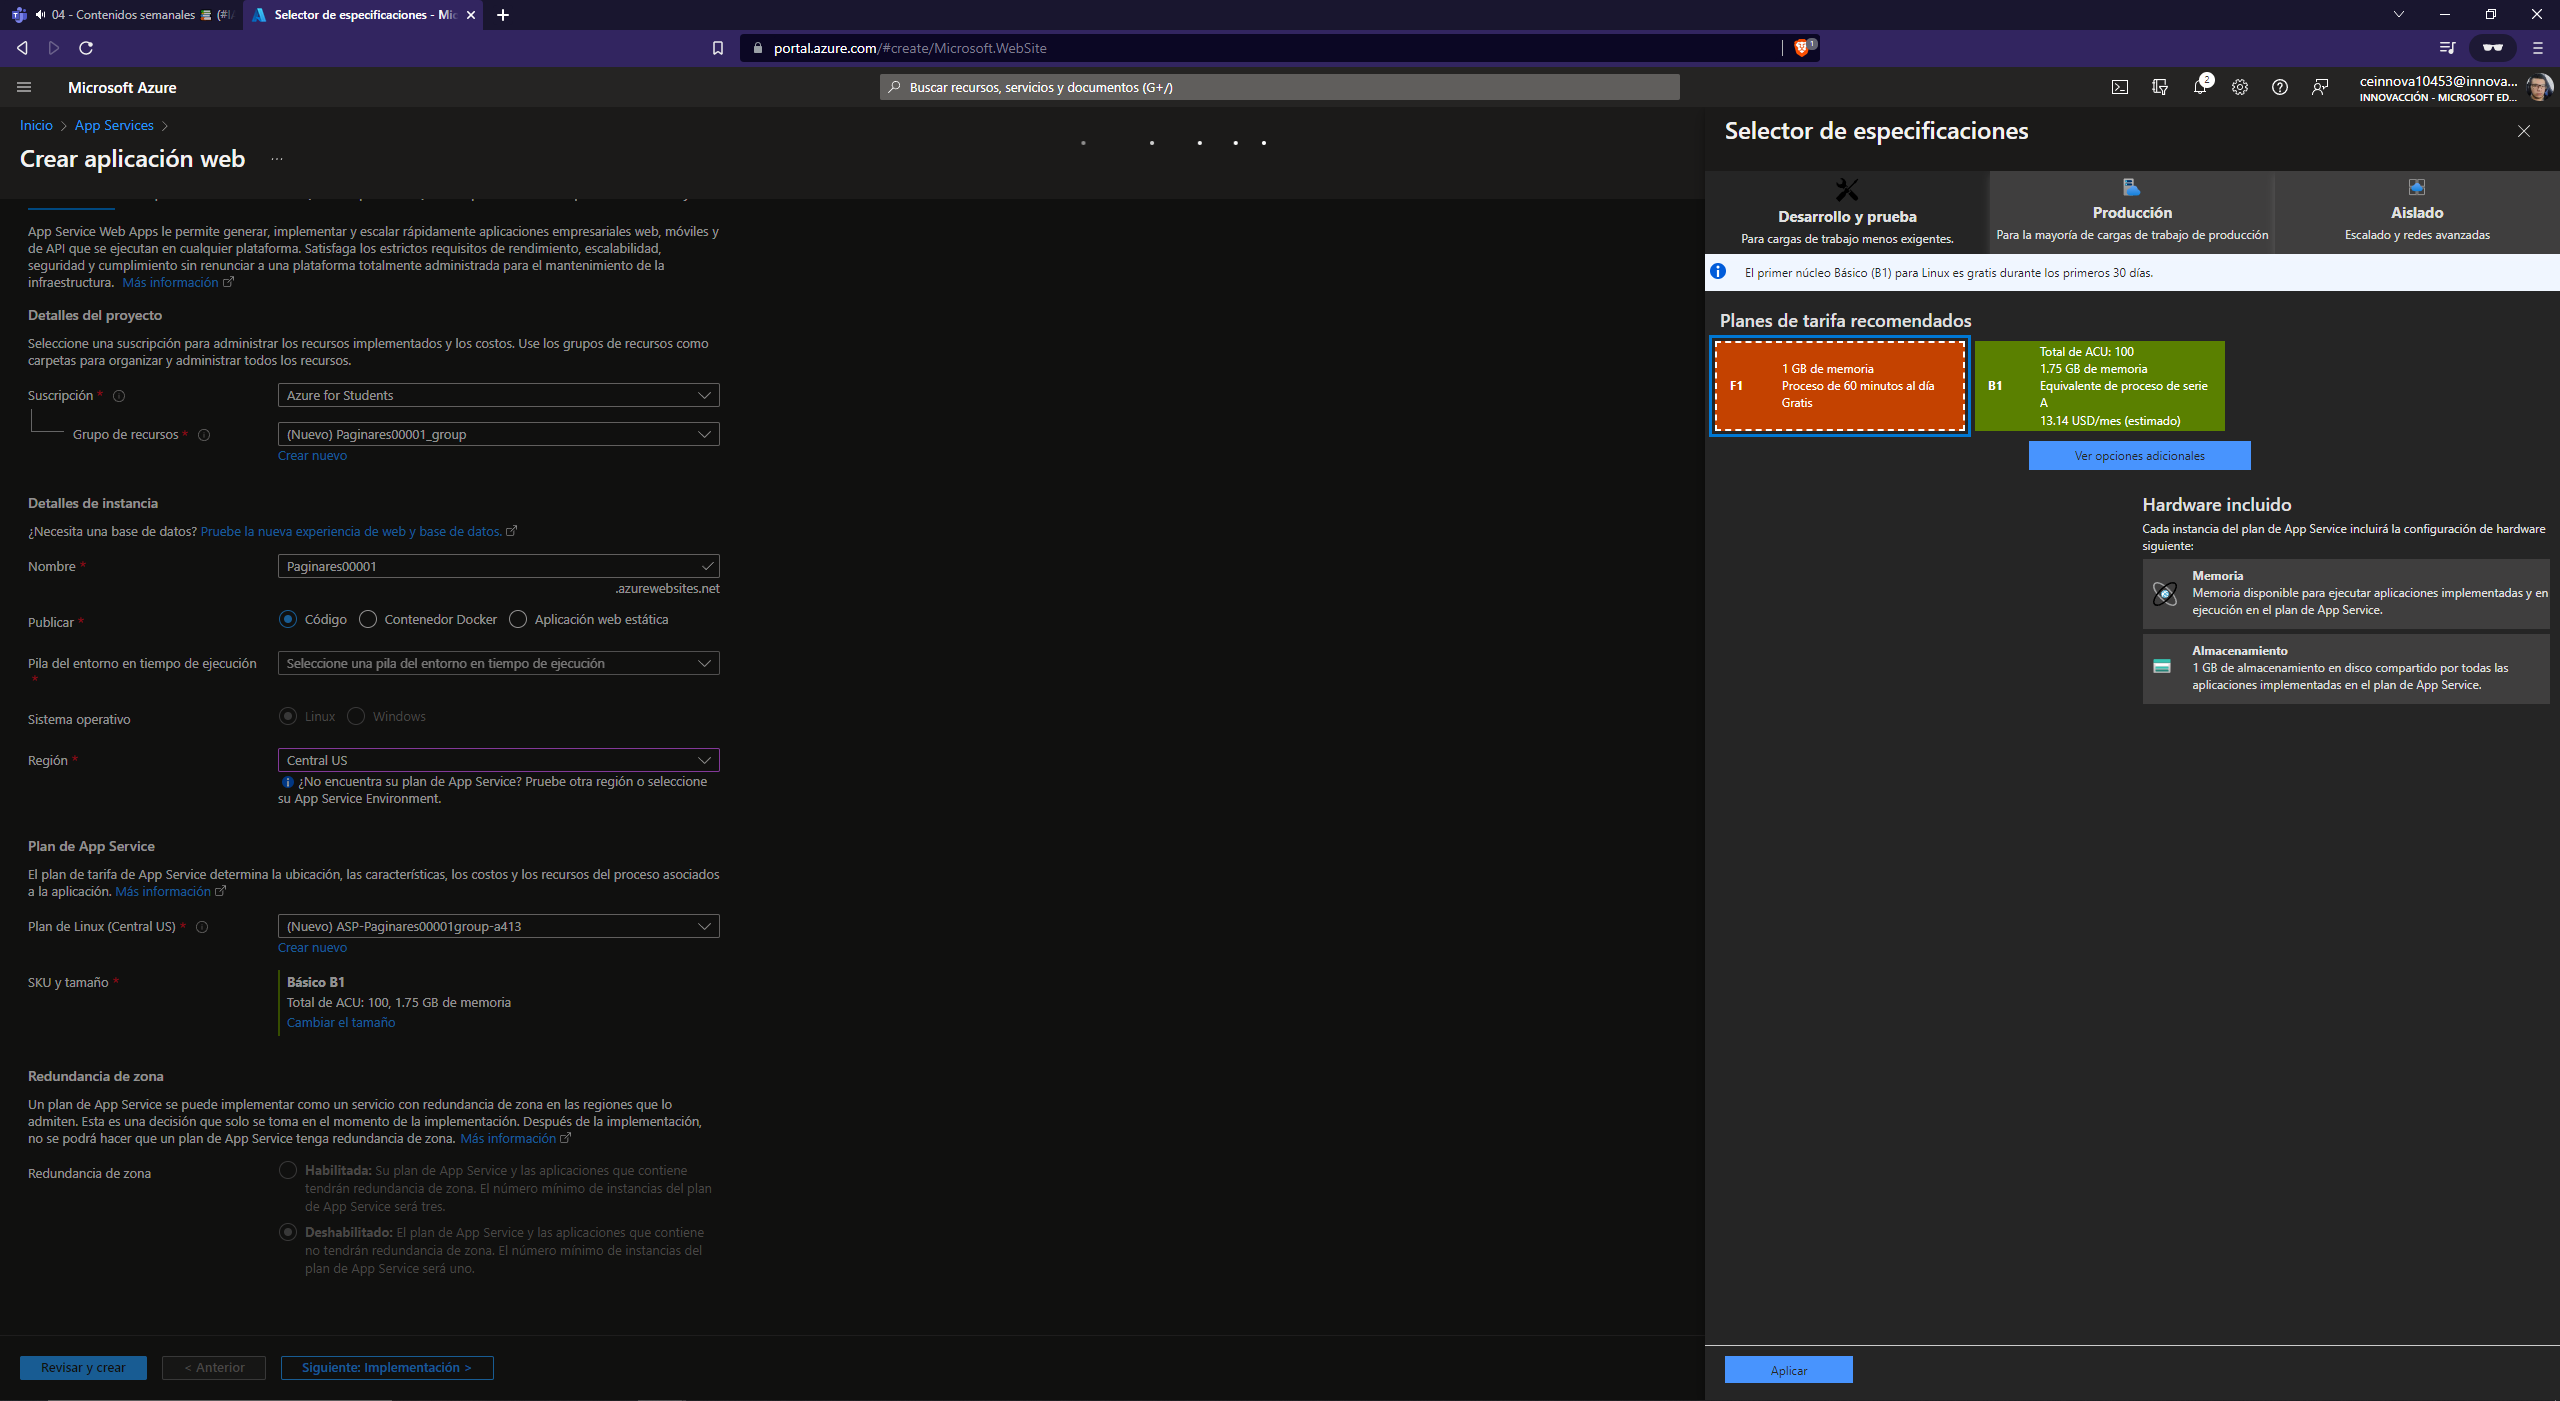 04 - Contenidos semanales
Selector de especificaciones - Mic
portal.azure.com/#create/Microsoft.WebSite
1
Microsoft Azure
Buscar recursos, servicios y documentos (G+/)
2
ceinnova10453@innova...
INNOVACCIÓN - MICROSOFT ED...
Inicio > App Services >
Crear aplicación web ...
App Service Web Apps le permite generar, implementar y escalar rápidamente aplicaciones empresariales web, móviles y
de API que se ejecutan en cualquier plataforma. Satisfaga los estrictos requisitos de rendimiento, escalabilidad,
seguridad y cumplimiento sin renunciar a una plataforma totalmente administrada para el mantenimiento de la
infraestructura. Más información
Detalles del proyecto
Seleccione una suscripción para administrar los recursos implementados y los costos. Use los grupos de recursos como
carpetas para organizar y administrar todos los recursos.
Suscripción *
Azure for Students
Grupo de recursos *
(Nuevo) Paginares00001_group
Crear nuevo
Detalles de instancia
¿Necesita una base de datos? Pruebe la nueva experiencia de web y base de datos.
Nombre *
Paginares00001
.azurewebsites.net
Publicar *
Código
Contenedor Docker
Aplicación web estática
Pila del entorno en tiempo de ejecución *
Seleccione una pila del entorno en tiempo de ejecución
Sistema operativo
Linux
Windows
Región *
Central US
¿No encuentra su plan de App Service? Pruebe otra región o seleccione
su App Service Environment.
Plan de App Service
El plan de tarifa de App Service determina la ubicación, las características, los costos y los recursos del proceso asociados
a la aplicación. Más información
Plan de Linux (Central US) *
(Nuevo) ASP-Paginares00001group-a413
Crear nuevo
SKU y tamaño *
Básico B1
Total de ACU: 100, 1.75 GB de memoria
Cambiar el tamaño
Redundancia de zona
Un plan de App Service se puede implementar como un servicio con redundancia de zona en las regiones que lo
admiten. Esta es una decisión que solo se toma en el momento de la implementación. Después de la implementación,
no se podrá hacer que un plan de App Service tenga redundancia de zona. Más información
Redundancia de zona
Habilitada: Su plan de App Service y las aplicaciones que contiene
tendrán redundancia de zona. El número mínimo de instancias del plan
de App Service será tres.
Deshabilitado: El plan de App Service y las aplicaciones que contiene
no tendrán redundancia de zona. El número mínimo de instancias del
plan de App Service será uno.
Revisar y crear
< Anterior
Siguiente: Implementación >
Selector de especificaciones
Desarrollo y prueba
Para cargas de trabajo menos exigentes.
Producción
Para la mayoría de cargas de trabajo de producción
Aislado
Escalado y redes avanzadas
El primer núcleo Básico (B1) para Linux es gratis durante los primeros 30 días.
Planes de tarifa recomendados
F1
1 GB de memoria
Proceso de 60 minutos al día
Gratis
B1
Total de ACU: 100
1.75 GB de memoria
Equivalente de proceso de serie
A
13.14 USD/mes (estimado)
Ver opciones adicionales
Hardware incluido
Cada instancia del plan de App Service incluirá la configuración de hardware
siguiente:
Memoria
Memoria disponible para ejecutar aplicaciones implementadas y en
ejecución en el plan de App Service.
Almacenamiento
1 GB de almacenamiento en disco compartido por todas las
aplicaciones implementadas en el plan de App Service.
Aplicar